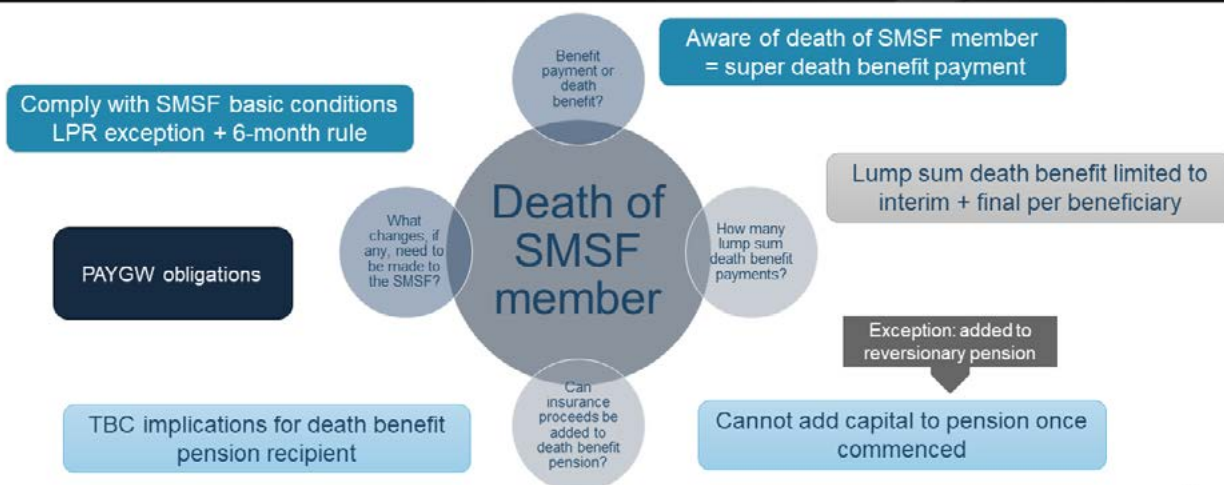 Benefit
payment or
death
benefit?
Aware of death of SMSF member
= super death benefit payment
Comply with SMSF basic conditions
LPR exception + 6-month rule
Death of
SMSF
member
What
changes, if
any, need to
be made to
the SMSF?
How many
lump sum
death benefit
payments?
Lump sum death benefit limited to
interim + final per beneficiary
PAYGW obligations
Exception: added to
reversionary pension
Can
insurance
proceeds be
added to
death benefit
pension?
TBC implications for death benefit
pension recipient
Cannot add capital to pension once
commenced